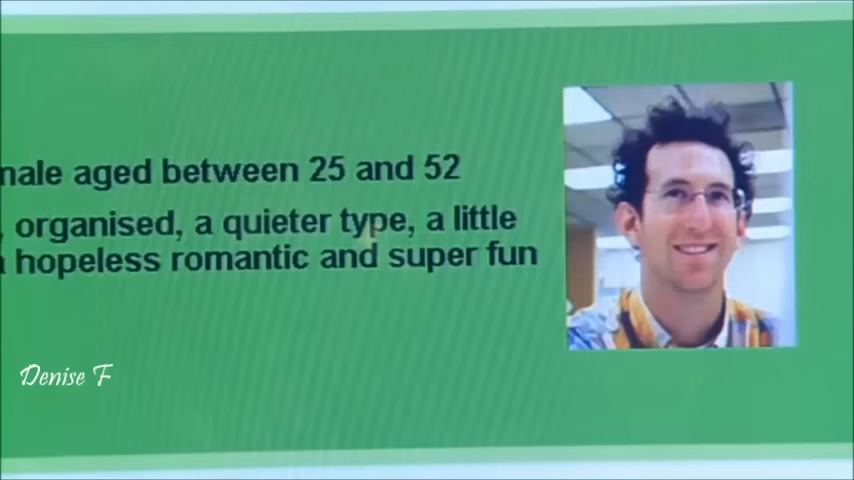 nale aged between 25 and 52
, organised, a quieter type, a little
hopeless romantic and super fun
Denise F